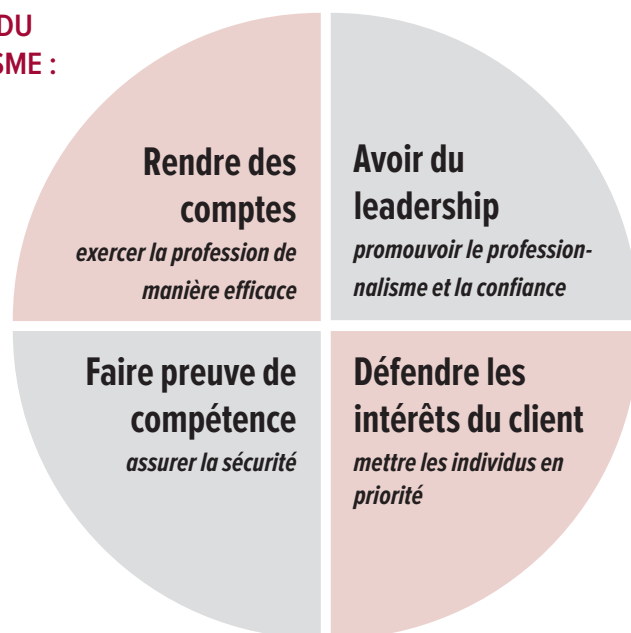 DU
SME :
Rendre des
comptes
exercer la profession de
manière efficace
Avoir du
leadership
promouvoir le profession-
nalisme et la confiance
Faire preuve de
compétence
assurer la sécurité
Défendre les
intérêts du client
mettre les individus en
priorité